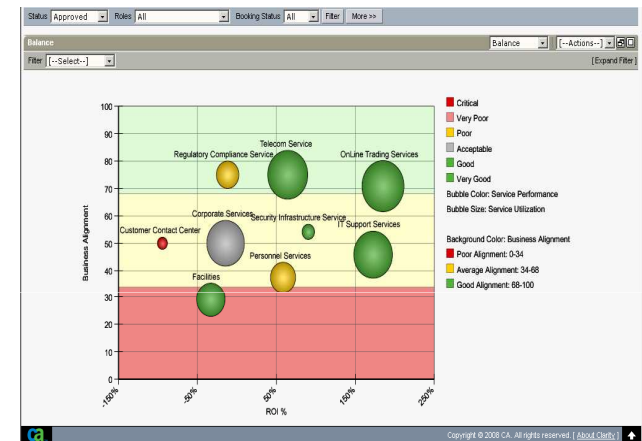 Status Approved Roles All Booking Status All Filter More >>
Balance Balance [--Actions--]
Filter [--Select--] [Expand Filter]
100
90
80
70
60
50
40
30
20
10
0
Business Alignment
Telecom Service
Regulatory Compliance Service
OnLine Trading Services
Corporate Services
Security Infrastructure Service
IT Support Services
Customer Contact Center
Personnel Services
Facilities
-150% -50% 50% 150% 250%
ROI %
Critical
Very Poor
Poor
Acceptable
Good
Very Good
Bubble Color: Service Performance
Bubble Size: Service Utilization
Background Color: Business Alignment
Poor Alignment: 0-34
Average Alignment: 34-68
Good Alignment: 68-100
ca
Copyright © 2008 CA. All rights reserved. [ About Clarity ]